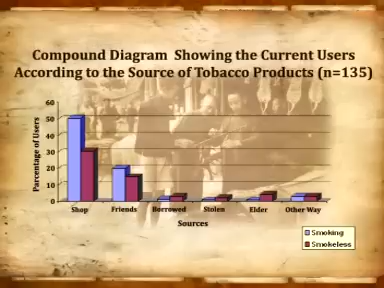 Compound Diagram Showing the Current Users
According to the Source of Tobacco Products (n=135)
60
50
40
30
20
10
0
Parcentage of Users
Shop Friends Borrowed Stolen Elder Other Way
Sources
Smoking
Smokeless